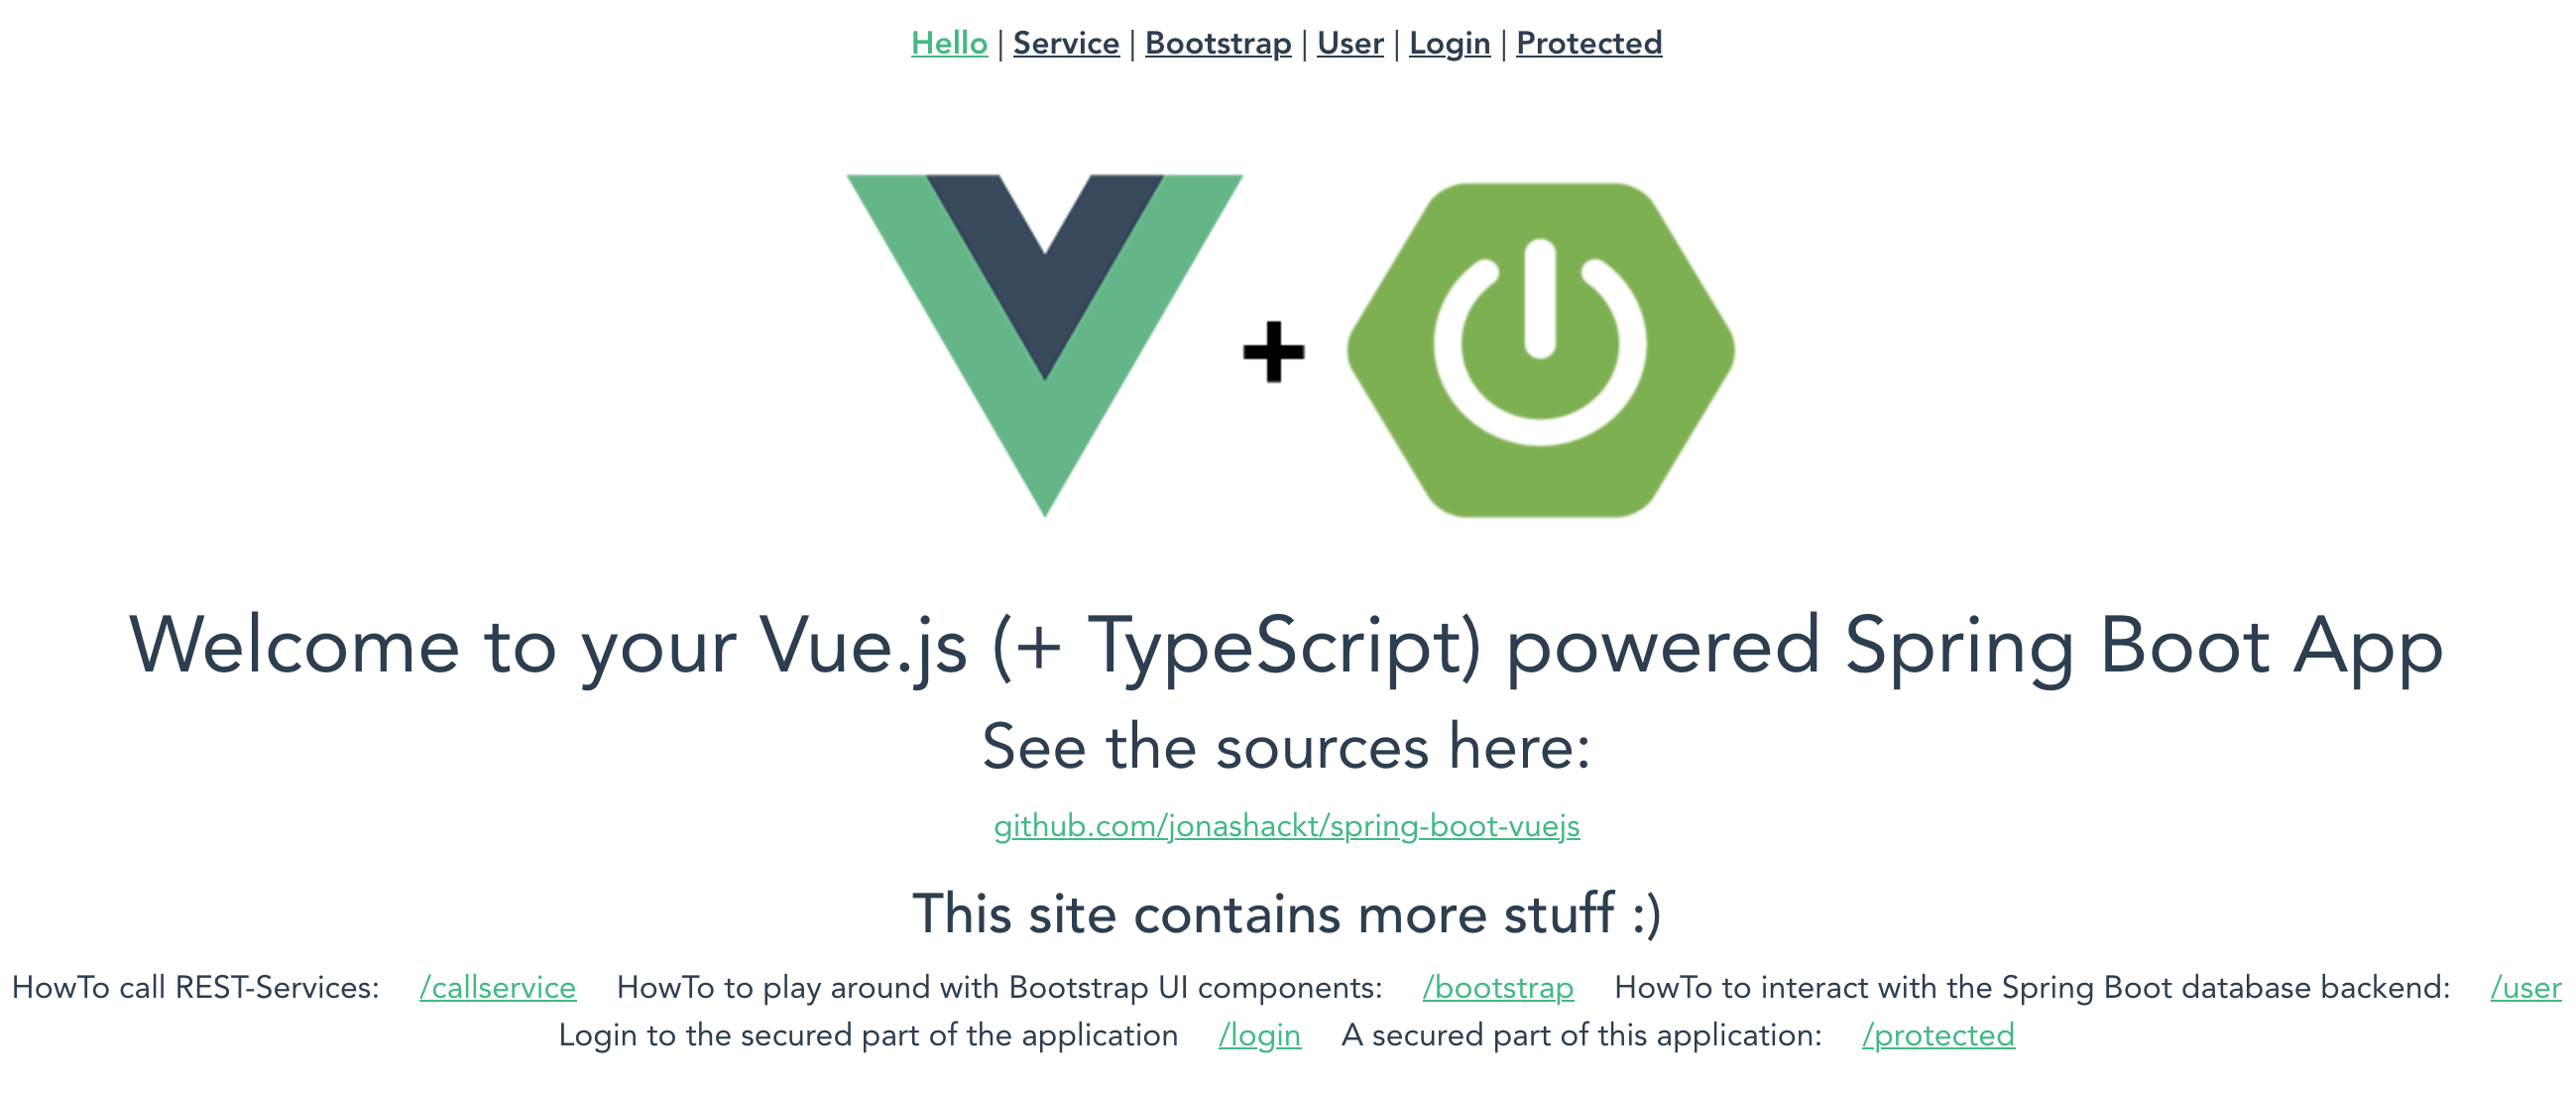 Hello | Service | Bootstrap | User | Login | Protected
+
Welcome to your Vue.js (+ TypeScript) powered Spring Boot App
See the sources here:
github.com/jonashackt/spring-boot-vuejs
This site contains more stuff :)
HowTo call REST-Services: /callservice HowTo to play around with Bootstrap UI components: /bootstrap HowTo to interact with the Spring Boot database backend: /user
Login to the secured part of the application /login A secured part of this application: /protected